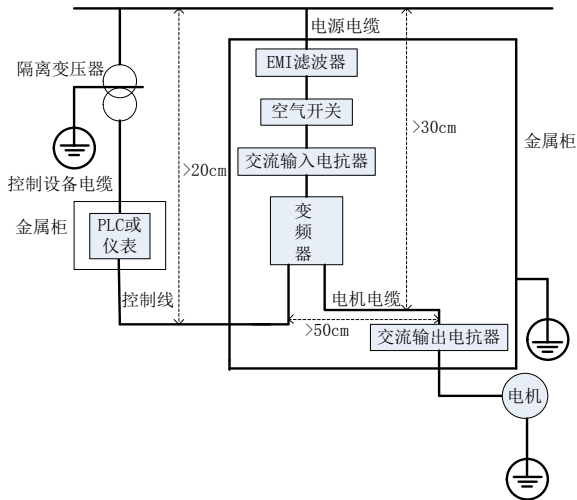 电源电缆
EMI滤波器
隔离变压器
空气开关
>30cm
金属柜
交流输入电抗器
>20cm
控制设备电缆
变
频
器
PLC或
仪表
金属柜
控制线
电机电缆
>50cm
交流输出电抗器
电机